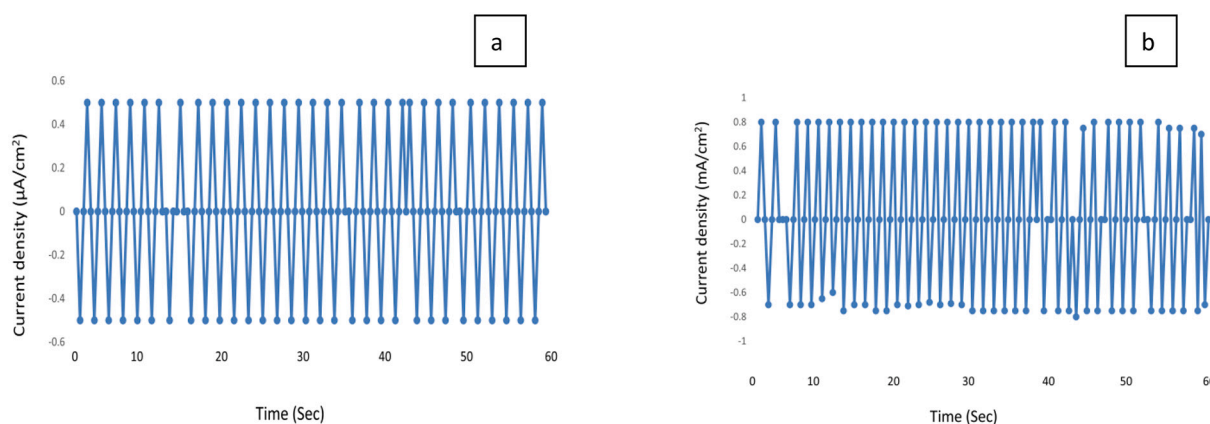 a
0.6
0.4
0.2
0
-0.2
-0.4
-0.6
Current density (µA/cm²)
0 10 20 30 40 50 60
Time (Sec)
b
1
0.8
0.6
0.4
0.2
0
-0.2
-0.4
-0.6
-0.8
-1
Current density (mA/cm²)
0 10 20 30 40 50 60
Time (Sec)